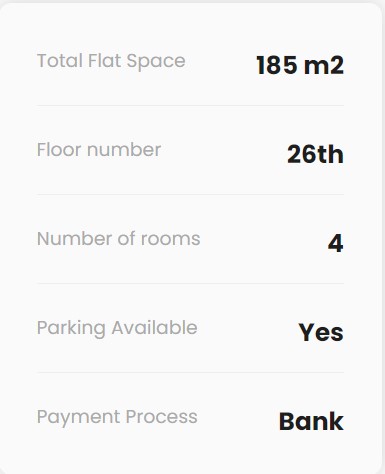 Total Flat Space 185 m2
Floor number 26th
Number of rooms 4
Parking Available Yes
Payment Process Bank